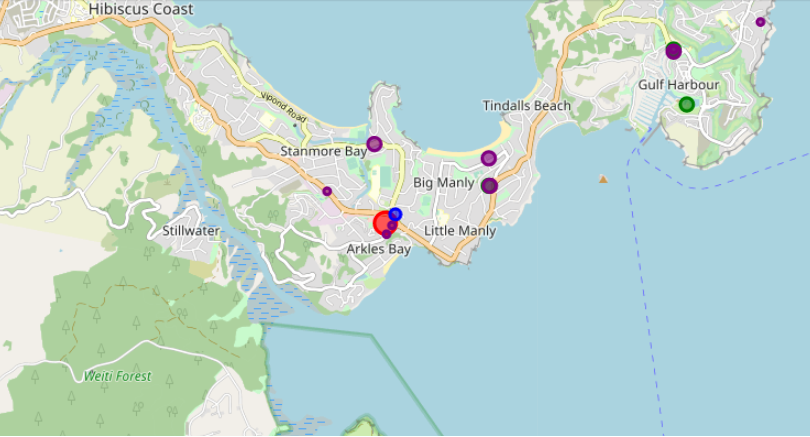 Hibiscus Coast
Vipond Road
Gulf Harbour
Tindalls Beach
Stanmore Bay
Big Manly
Stillwater
Little Manly
Arkles Bay
Weiti Forest